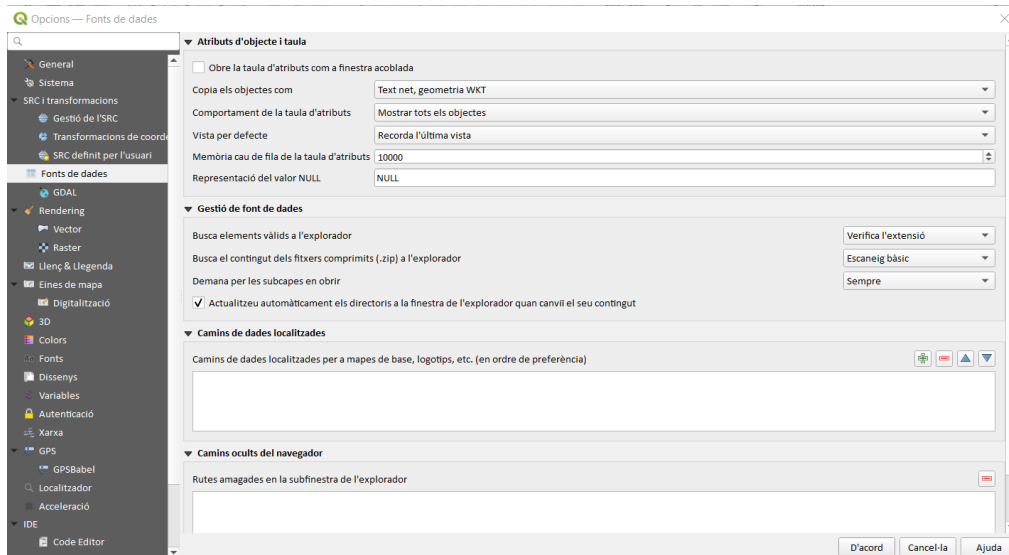 Opcions — Fonts de dades
General
Sistema
SRC i transformacions
Gestió de l'SRC
Transformacions de coorde
SRC definit per l'usuari
Fonts de dades
GDAL
Rendering
Vector
Raster
Llenç & Llegenda
Eines de mapa
Digitalització
3D
Colors
Fonts
Dissenys
Variables
Autenticació
Xarxa
GPS
GPSBabel
Localitzador
Acceleració
IDE
Code Editor
Atributs d'objecte i taula
Obre la taula d'atributs com a finestra acoblada
Copia els objectes com Text net, geometria WKT
Comportament de la taula d'atributs Mostrar tots els objectes
Vista per defecte Recorda l'última vista
Memòria cau de fila de la taula d'atributs 10000
Representació del valor NULL NULL
Gestió de font de dades
Busca elements vàlids a l'explorador Verifica l'extensió
Busca el contingut dels fitxers comprimits (.zip) a l'explorador Escaneig bàsic
Demana per les subcapes en obrir Sempre
Actualitzeu automàticament els directoris a la finestra de l'explorador quan canviï el seu contingut
Camins de dades localitzades
Camins de dades localitzades per a mapes de base, logotips, etc. (en ordre de preferència)
Camins ocults del navegador
Rutes amagades en la subfinestra de l'explorador
D'acord Cancel·la Ajuda